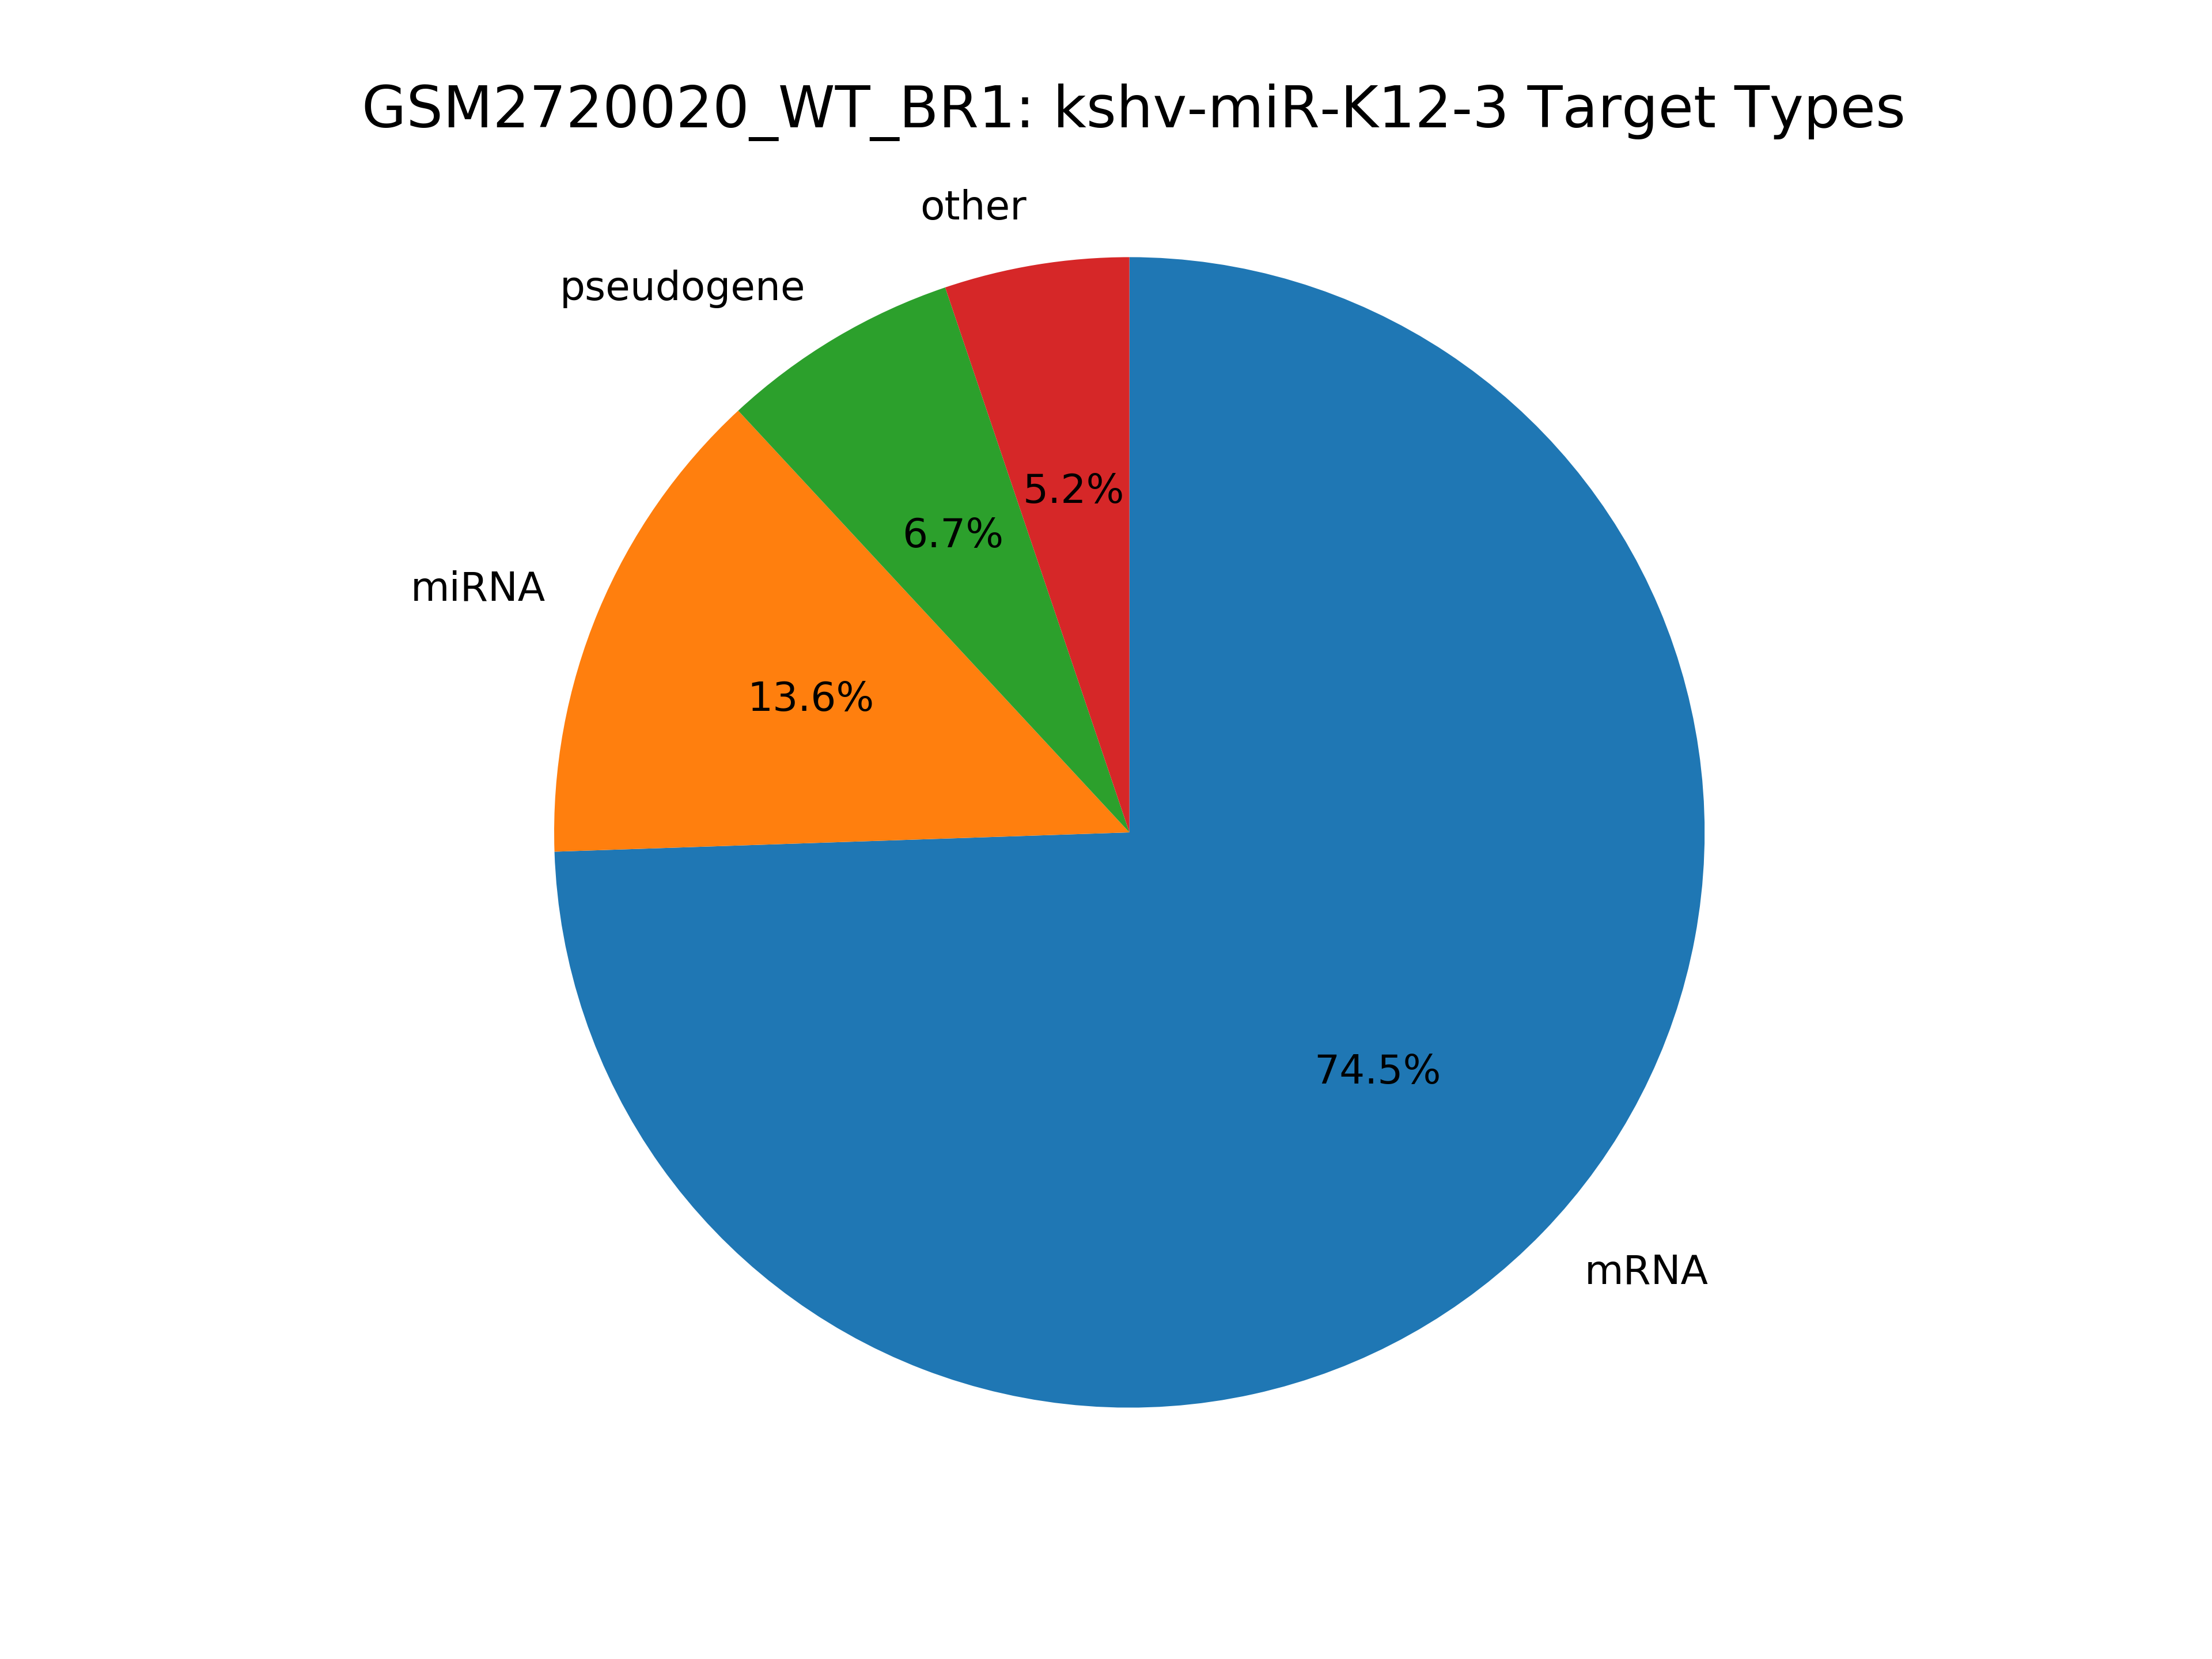 GSM2720020_WT_BR1: kshv-miR-K12-3 Target Types
other
pseudogene
5.2%
6.7%
miRNA
13.6%
74.5%
mRNA